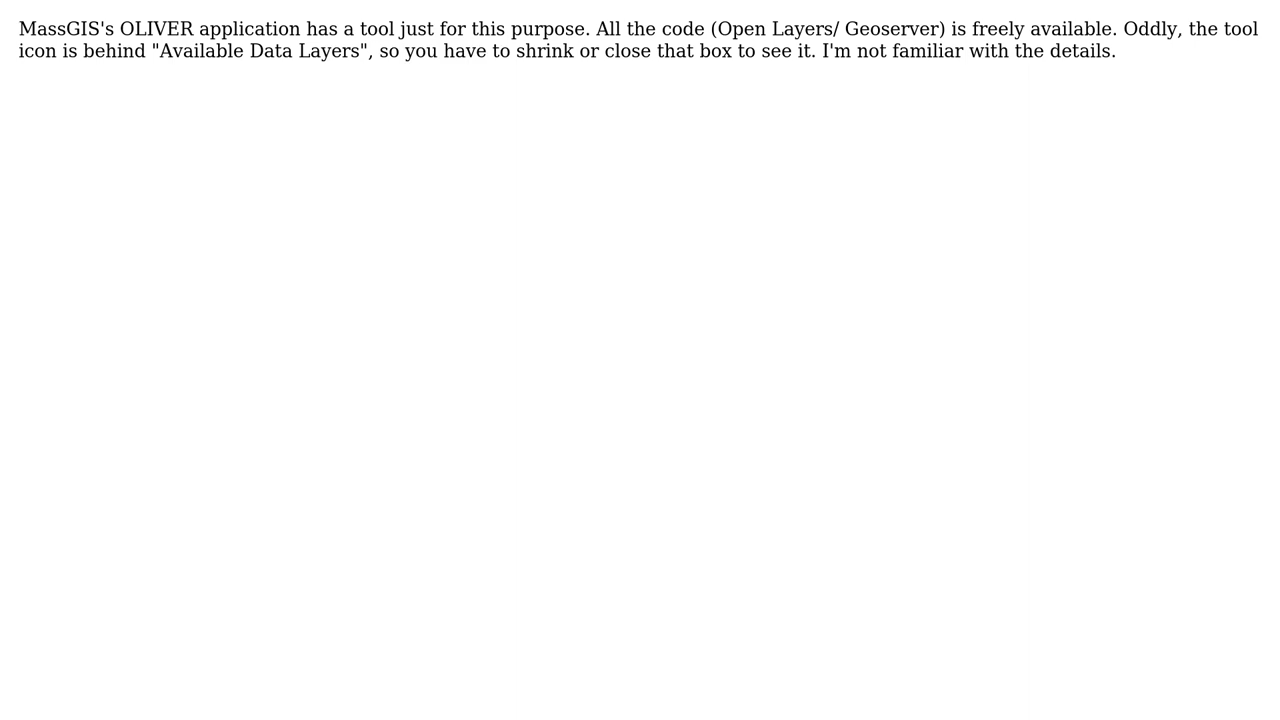 MassGIS's OLIVER application has a tool just for this purpose. All the code (Open Layers/ Geoserver) is freely available. Oddly, the tool
icon is behind "Available Data Layers", so you have to shrink or close that box to see it. I'm not familiar with the details.